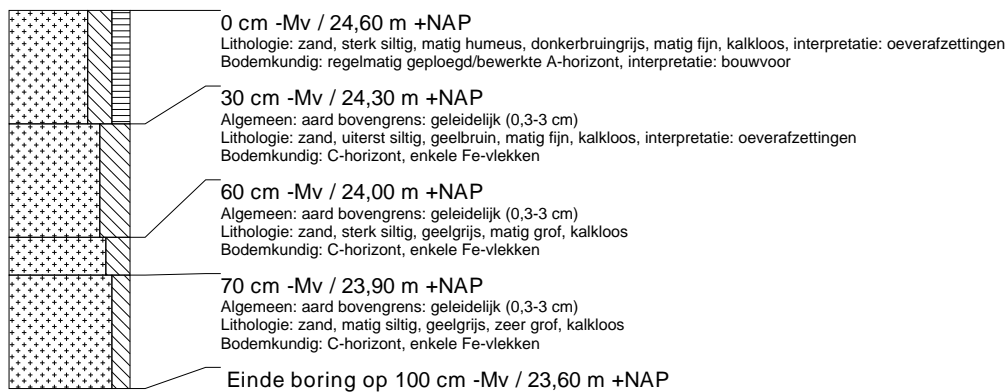 0 cm -Mv / 24,60 m +NAP
Lithologie: zand, sterk siltig, matig humeus, donkerbruingrijs, matig fijn, kalkloos, interpretatie: oeverafzettingen
Bodemkundig: regelmatig geploegd/bewerkte A-horizont, interpretatie: bouwvoor
30 cm -Mv / 24,30 m +NAP
Algemeen: aard bovengrens: geleidelijk (0,3-3 cm)
Lithologie: zand, uiterst siltig, geelbruin, matig fijn, kalkloos, interpretatie: oeverafzettingen
Bodemkundig: C-horizont, enkele Fe-vlekken
60 cm -Mv / 24,00 m +NAP
Algemeen: aard bovengrens: geleidelijk (0,3-3 cm)
Lithologie: zand, sterk siltig, geelgrijs, matig grof, kalkloos
Bodemkundig: C-horizont, enkele Fe-vlekken
70 cm -Mv / 23,90 m +NAP
Algemeen: aard bovengrens: geleidelijk (0,3-3 cm)
Lithologie: zand, matig siltig, geelgrijs, zeer grof, kalkloos
Bodemkundig: C-horizont, enkele Fe-vlekken
Einde boring op 100 cm -Mv / 23,60 m +NAP